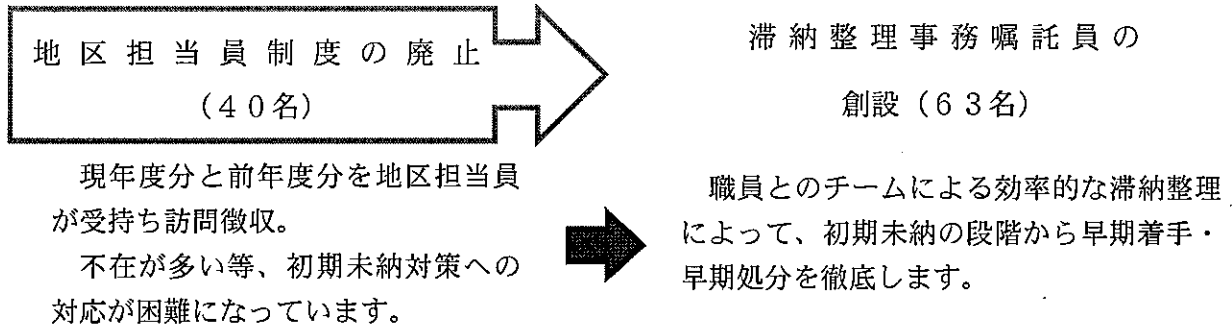 地区担当員制度の廃止
(40名)
現年度分と前年度分を地区担当員
が受持ち訪問徴収。
不在が多い等、初期未納対策への
対応が困難になっています。
滞納整理事務嘱託員の
創設(63名)
職員とのチームによる効率的な滞納整理
によって、初期未納の段階から早期着手・
早期処分を徹底します。